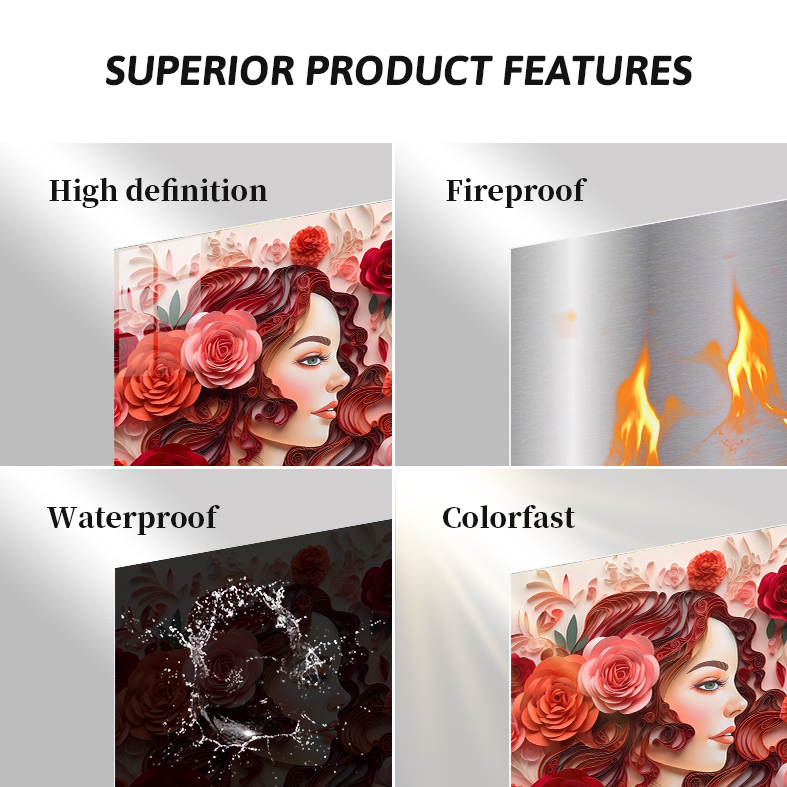 SUPERIOR PRODUCT FEATURES
High definition
Fireproof
Waterproof
Colorfast